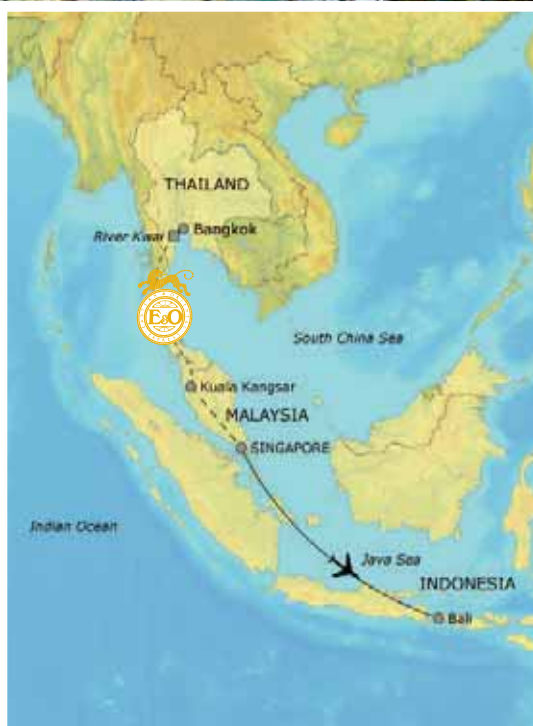 THAILAND
River Kwai
Bangkok
E&O
South China Sea
Kuala Kangsar
MALAYSIA
SINGAPORE
Indian Ocean
Java Sea
INDONESIA
Bali